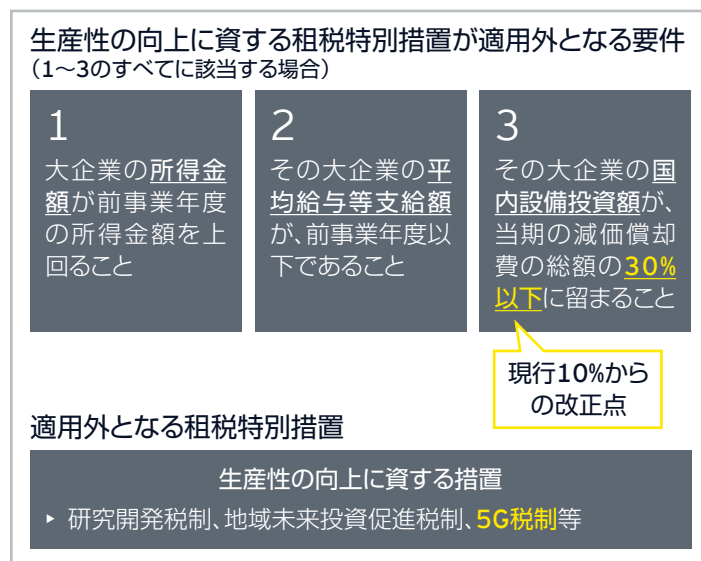 生産性の向上に資する租税特別措置が適用外となる要件
（1～3のすべてに該当する場合）
1
大企業の所得金
額が前事業年度
の所得金額を上
回ること
2
その大企業の平
均給与等支給額
が、前事業年度以
下であること
3
その大企業の国
内設備投資額が、
当期の減価償却
費の総額の30%
以下に留まること
現行10%から
の改正点
適用外となる租税特別措置
生産性の向上に資する措置
▸ 研究開発税制、地域未来投資促進税制、5G税制等